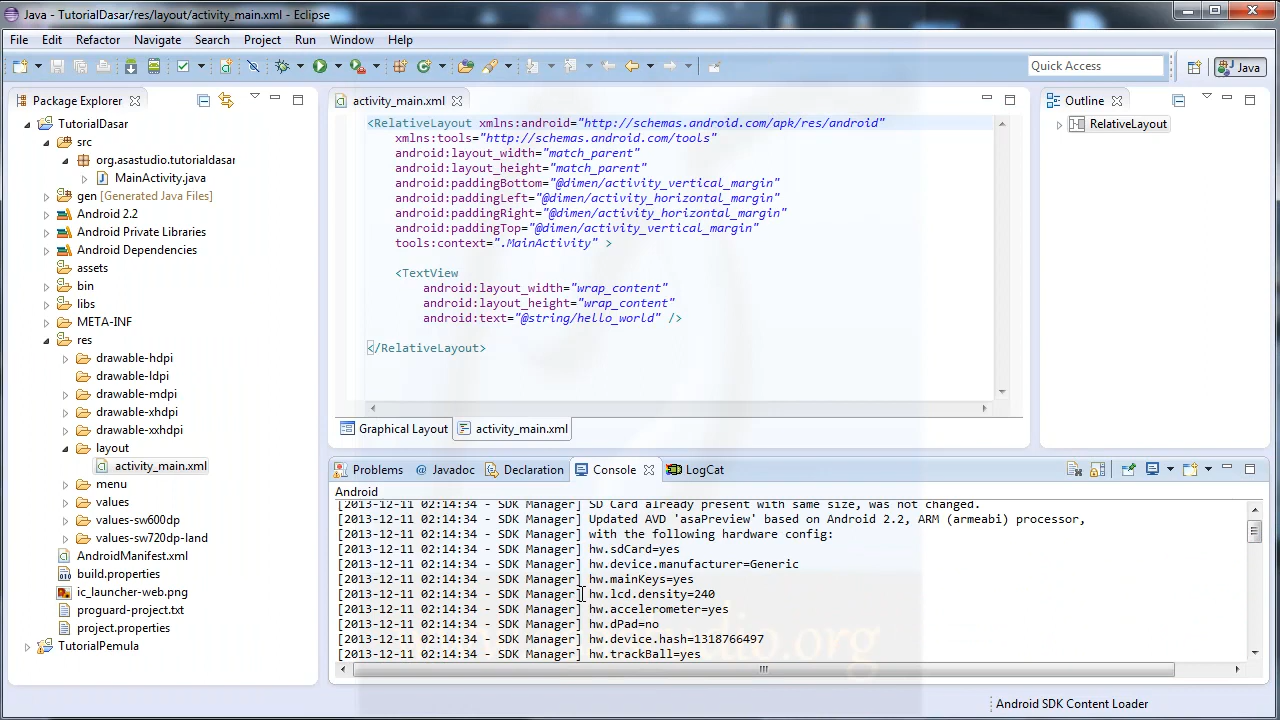 Java - TutorialDasar/res/layout/activity_main.xml - Eclipse
File Edit Refactor Navigate Search Project Run Window Help
Quick Access
Java
Package Explorer
TutorialDasar
src
org.asastudio.tutorialdasar
MainActivity.java
gen [Generated Java Files]
Android 2.2
Android Private Libraries
Android Dependencies
assets
bin
libs
META-INF
res
drawable-hdpi
drawable-ldpi
drawable-mdpi
drawable-xhdpi
drawable-xxhdpi
layout
activity_main.xml
menu
values
values-sw600dp
values-sw720dp-land
AndroidManifest.xml
build.properties
ic_launcher-web.png
proguard-project.txt
project.properties
TutorialPemula
activity_main.xml
<RelativeLayout xmlns:android="http://schemas.android.com/apk/res/android"
xmlns:tools="http://schemas.android.com/tools"
android:layout_width="match_parent"
android:layout_height="match_parent"
android:paddingBottom="@dimen/activity_vertical_margin"
android:paddingLeft="@dimen/activity_horizontal_margin"
android:paddingRight="@dimen/activity_horizontal_margin"
android:paddingTop="@dimen/activity_vertical_margin"
tools:context=".MainActivity" >
<TextView
android:layout_width="wrap_content"
android:layout_height="wrap_content"
android:text="@string/hello_world" />
</RelativeLayout>
Graphical Layout activity_main.xml
Outline
RelativeLayout
Problems @ Javadoc Declaration Console LogCat
Android
[2013-12-11 02:14:34 - SDK Manager] SD Card already present with same size, was not changed.
[2013-12-11 02:14:34 - SDK Manager] Updated AVD 'asaPreview' based on Android 2.2, ARM (armeabi) processor,
[2013-12-11 02:14:34 - SDK Manager] with the following hardware config:
[2013-12-11 02:14:34 - SDK Manager] hw.sdCard=yes
[2013-12-11 02:14:34 - SDK Manager] hw.device.manufacturer=Generic
[2013-12-11 02:14:34 - SDK Manager] hw.mainKeys=yes
[2013-12-11 02:14:34 - SDK Manager] hw.lcd.density=240
[2013-12-11 02:14:34 - SDK Manager] hw.accelerometer=yes
[2013-12-11 02:14:34 - SDK Manager] hw.dPad=no
[2013-12-11 02:14:34 - SDK Manager] hw.device.hash=1318766497
[2013-12-11 02:14:34 - SDK Manager] hw.trackBall=yes
Android SDK Content Loader